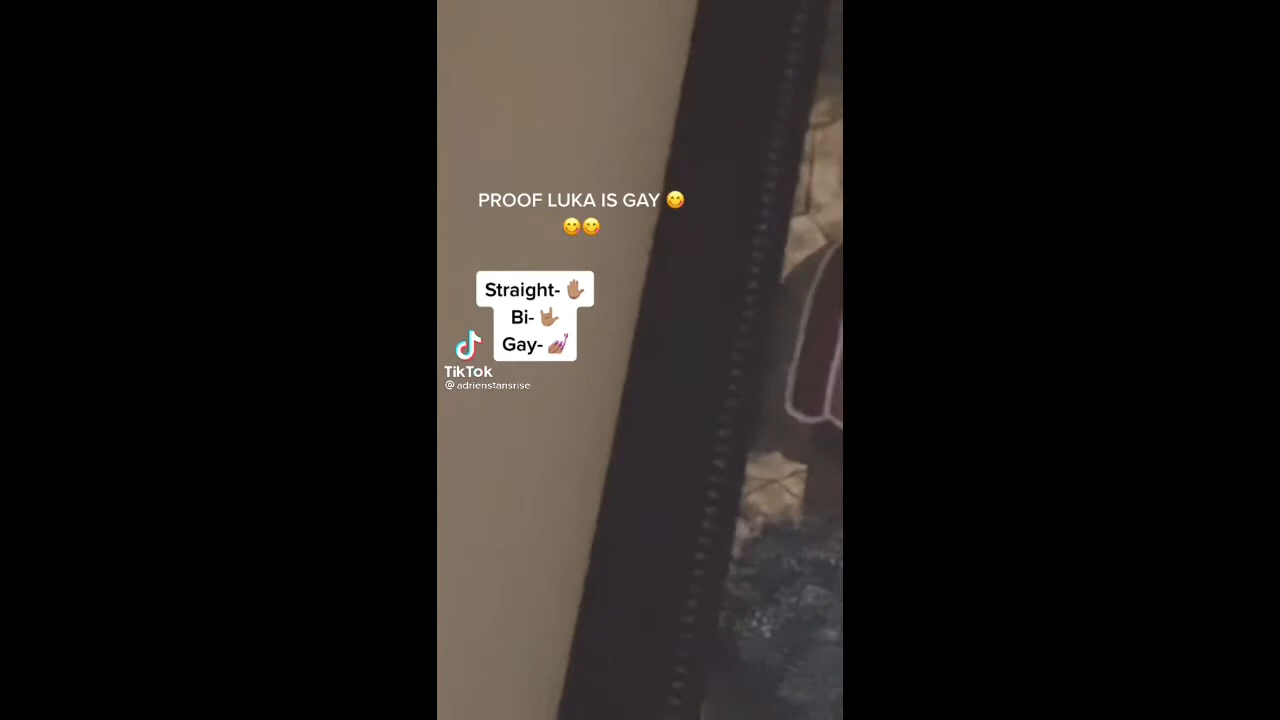 PROOF LUKA IS GAY 😋
😋😋
Straight- 🤚🏽
Bi- 🤟🏽
Gay- 💅🏽
TikTok
@adrienstansrise